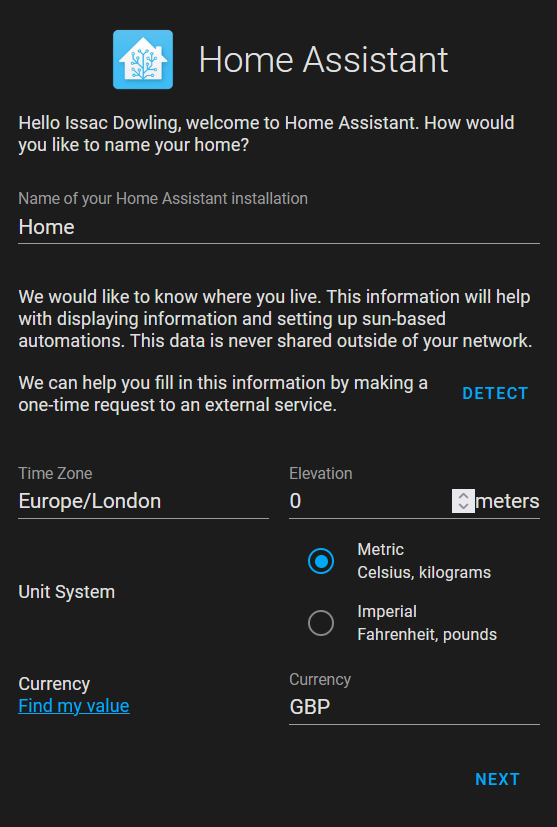 Home Assistant
Hello Issac Dowling, welcome to Home Assistant. How would
you like to name your home?
Name of your Home Assistant installation
Home
We would like to know where you live. This information will help
with displaying information and setting up sun-based
automations. This data is never shared outside of your network.
We can help you fill in this information by making a
one-time request to an external service.
DETECT
Time Zone
Europe/London
Elevation
0
meters
Unit System
Metric
Celsius, kilograms
Imperial
Fahrenheit, pounds
Currency
Find my value
Currency
GBP
NEXT